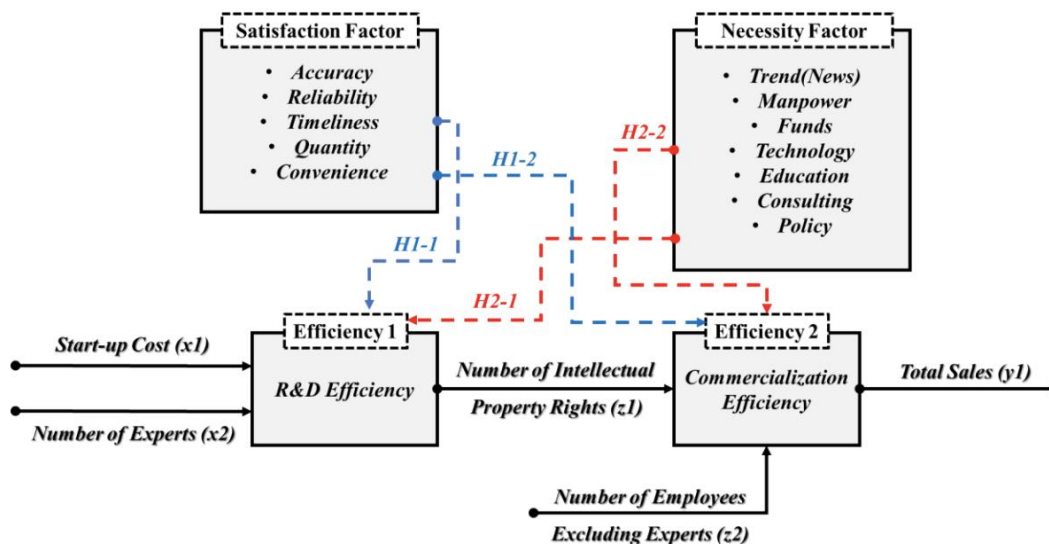 Satisfaction Factor
• Accuracy
• Reliability
• Timeliness
• Quantity
• Convenience
Necessity Factor
• Trend(News)
• Manpower
• Funds
• Technology
• Education
• Consulting
• Policy
H1-2
H2-2
H1-1
H2-1
Efficiency 1
R&D Efficiency
Efficiency 2
Commercialization
Efficiency
Start-up Cost (x1)
Number of Experts (x2)
Number of Intellectual
Property Rights (z1)
Total Sales (y1)
Number of Employees
Excluding Experts (z2)